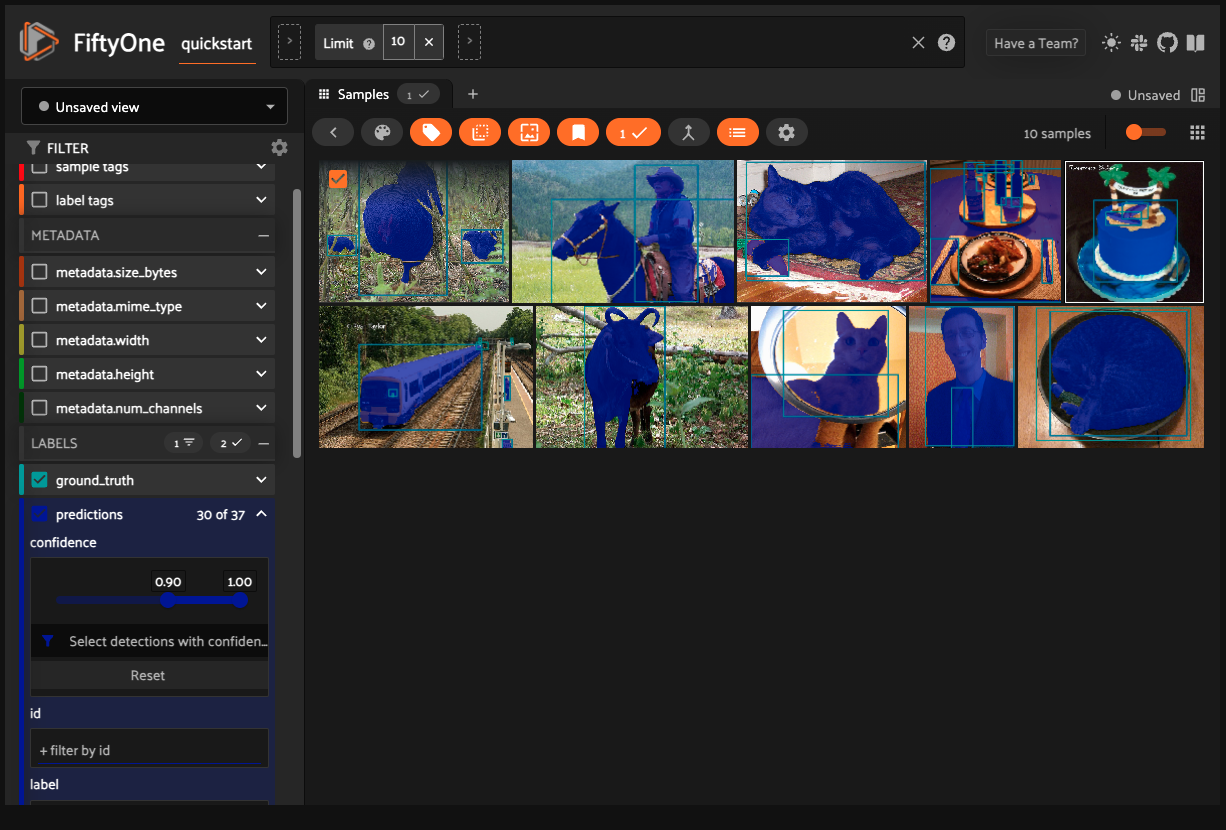 FiftyOne
quickstart
Limit
10
Have a Team?
Unsaved view
Samples
1
+
Unsaved
FILTER
1
10 samples
sample tags
label tags
METADATA
metadata.size_bytes
metadata.mime_type
metadata.width
metadata.height
metadata.num_channels
LABELS
1
2
ground_truth
predictions
30 of 37
confidence
0.90
1.00
Select detections with confiden...
Reset
id
+ filter by id
label